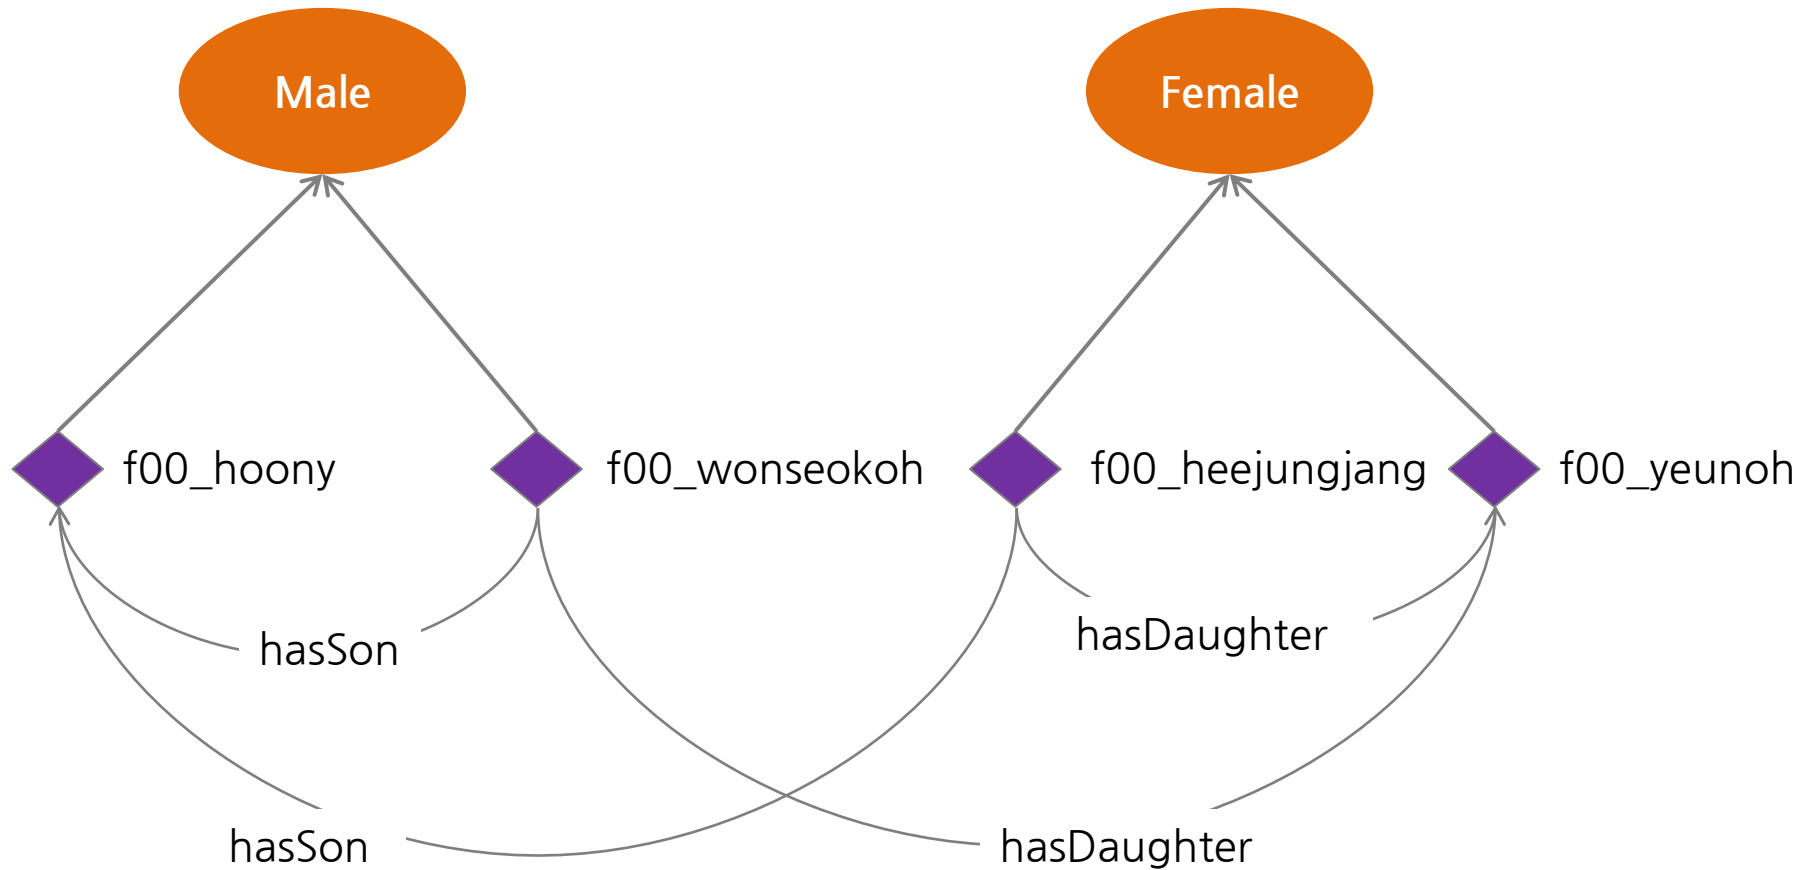 Male
Female
f00_hoony
f00_wonseokoh
f00_heejungjang
f00_yeunoh
hasSon
hasDaughter
hasSon
hasDaughter